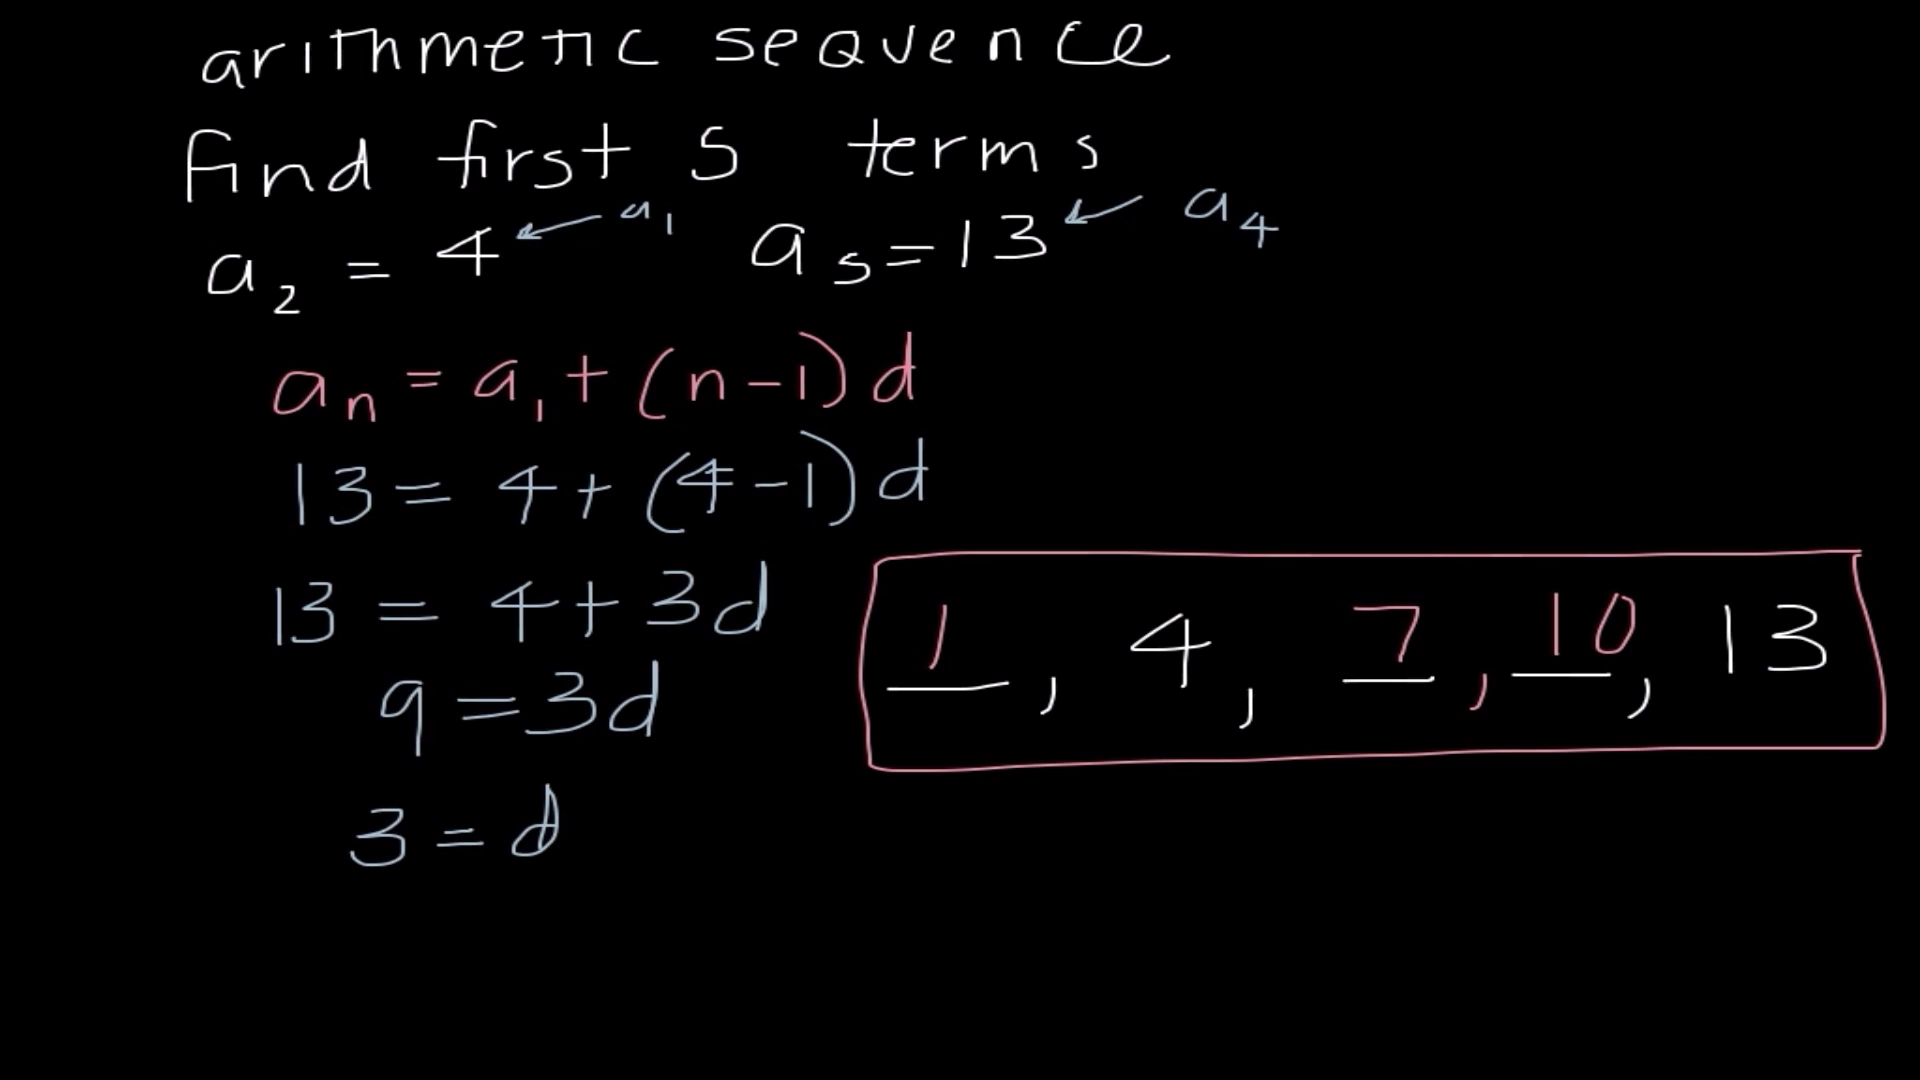 arithmetic sequence
find first 5 terms
a₂ = 4 ← a₁ a₅ = 13 ← a₄
aₙ = a₁ + (n-1)d
13 = 4 + (4-1)d
13 = 4 + 3d
9 = 3d
3 = d
1, 4, 7, 10, 13